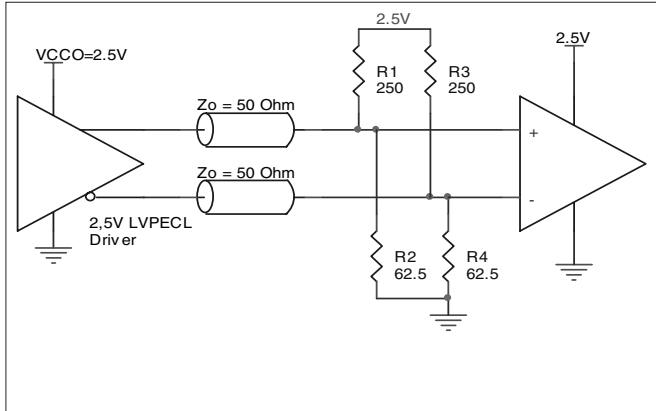 2.5V
2.5V
VCCO=2.5V
R1
250
R3
250
Zo = 50 Ohm
+
Zo = 50 Ohm
-
2,5V LVPECL
Driver
R2
62.5
R4
62.5